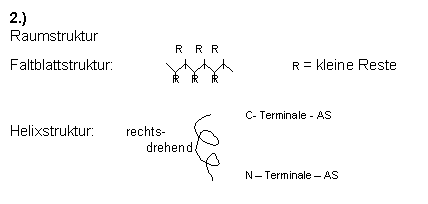 2.)
Raumstruktur
R R R
Faltblattstruktur: R = kleine Reste
R R R
C- Terminale - AS
Helixstruktur: rechts-
drehend
N – Terminale – AS